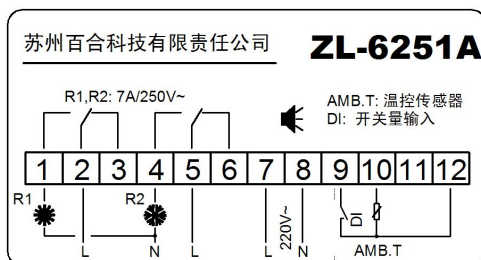 苏州百合科技有限责任公司 ZL-6251A
R1,R2: 7A/250V~
AMB.T: 温控传感器
DI: 开关量输入
1 2 3 4 5 6 7 8 9 10 11 12
R1 R2 DI
L N L L 220V~ N AMB.T